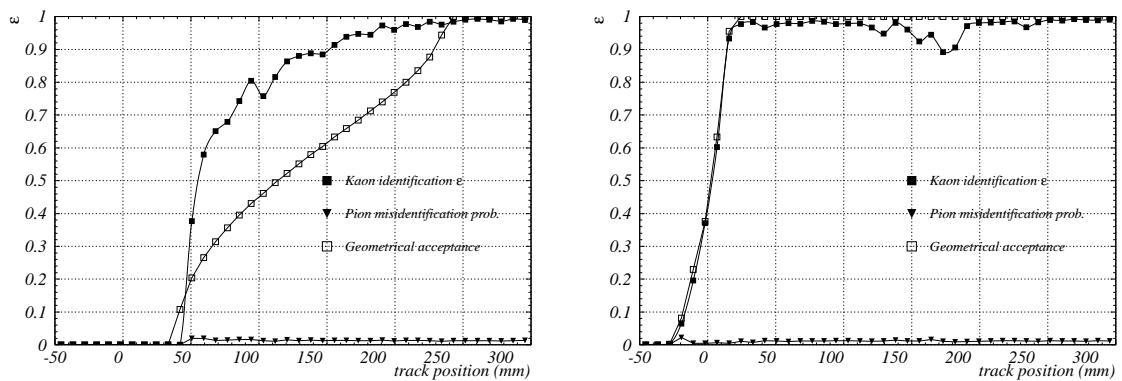 ε
1
0.9
0.8
0.7
0.6
0.5
0.4
0.3
0.2
0.1
0
Kaon identification ε
Pion misidentification prob.
Geometrical acceptance
-50 0 50 100 150 200 250 300
track position (mm)
ε
1
0.9
0.8
0.7
0.6
0.5
0.4
0.3
0.2
0.1
0
Kaon identification ε
Pion misidentification prob.
Geometrical acceptance
-50 0 50 100 150 200 250 300
track position (mm)